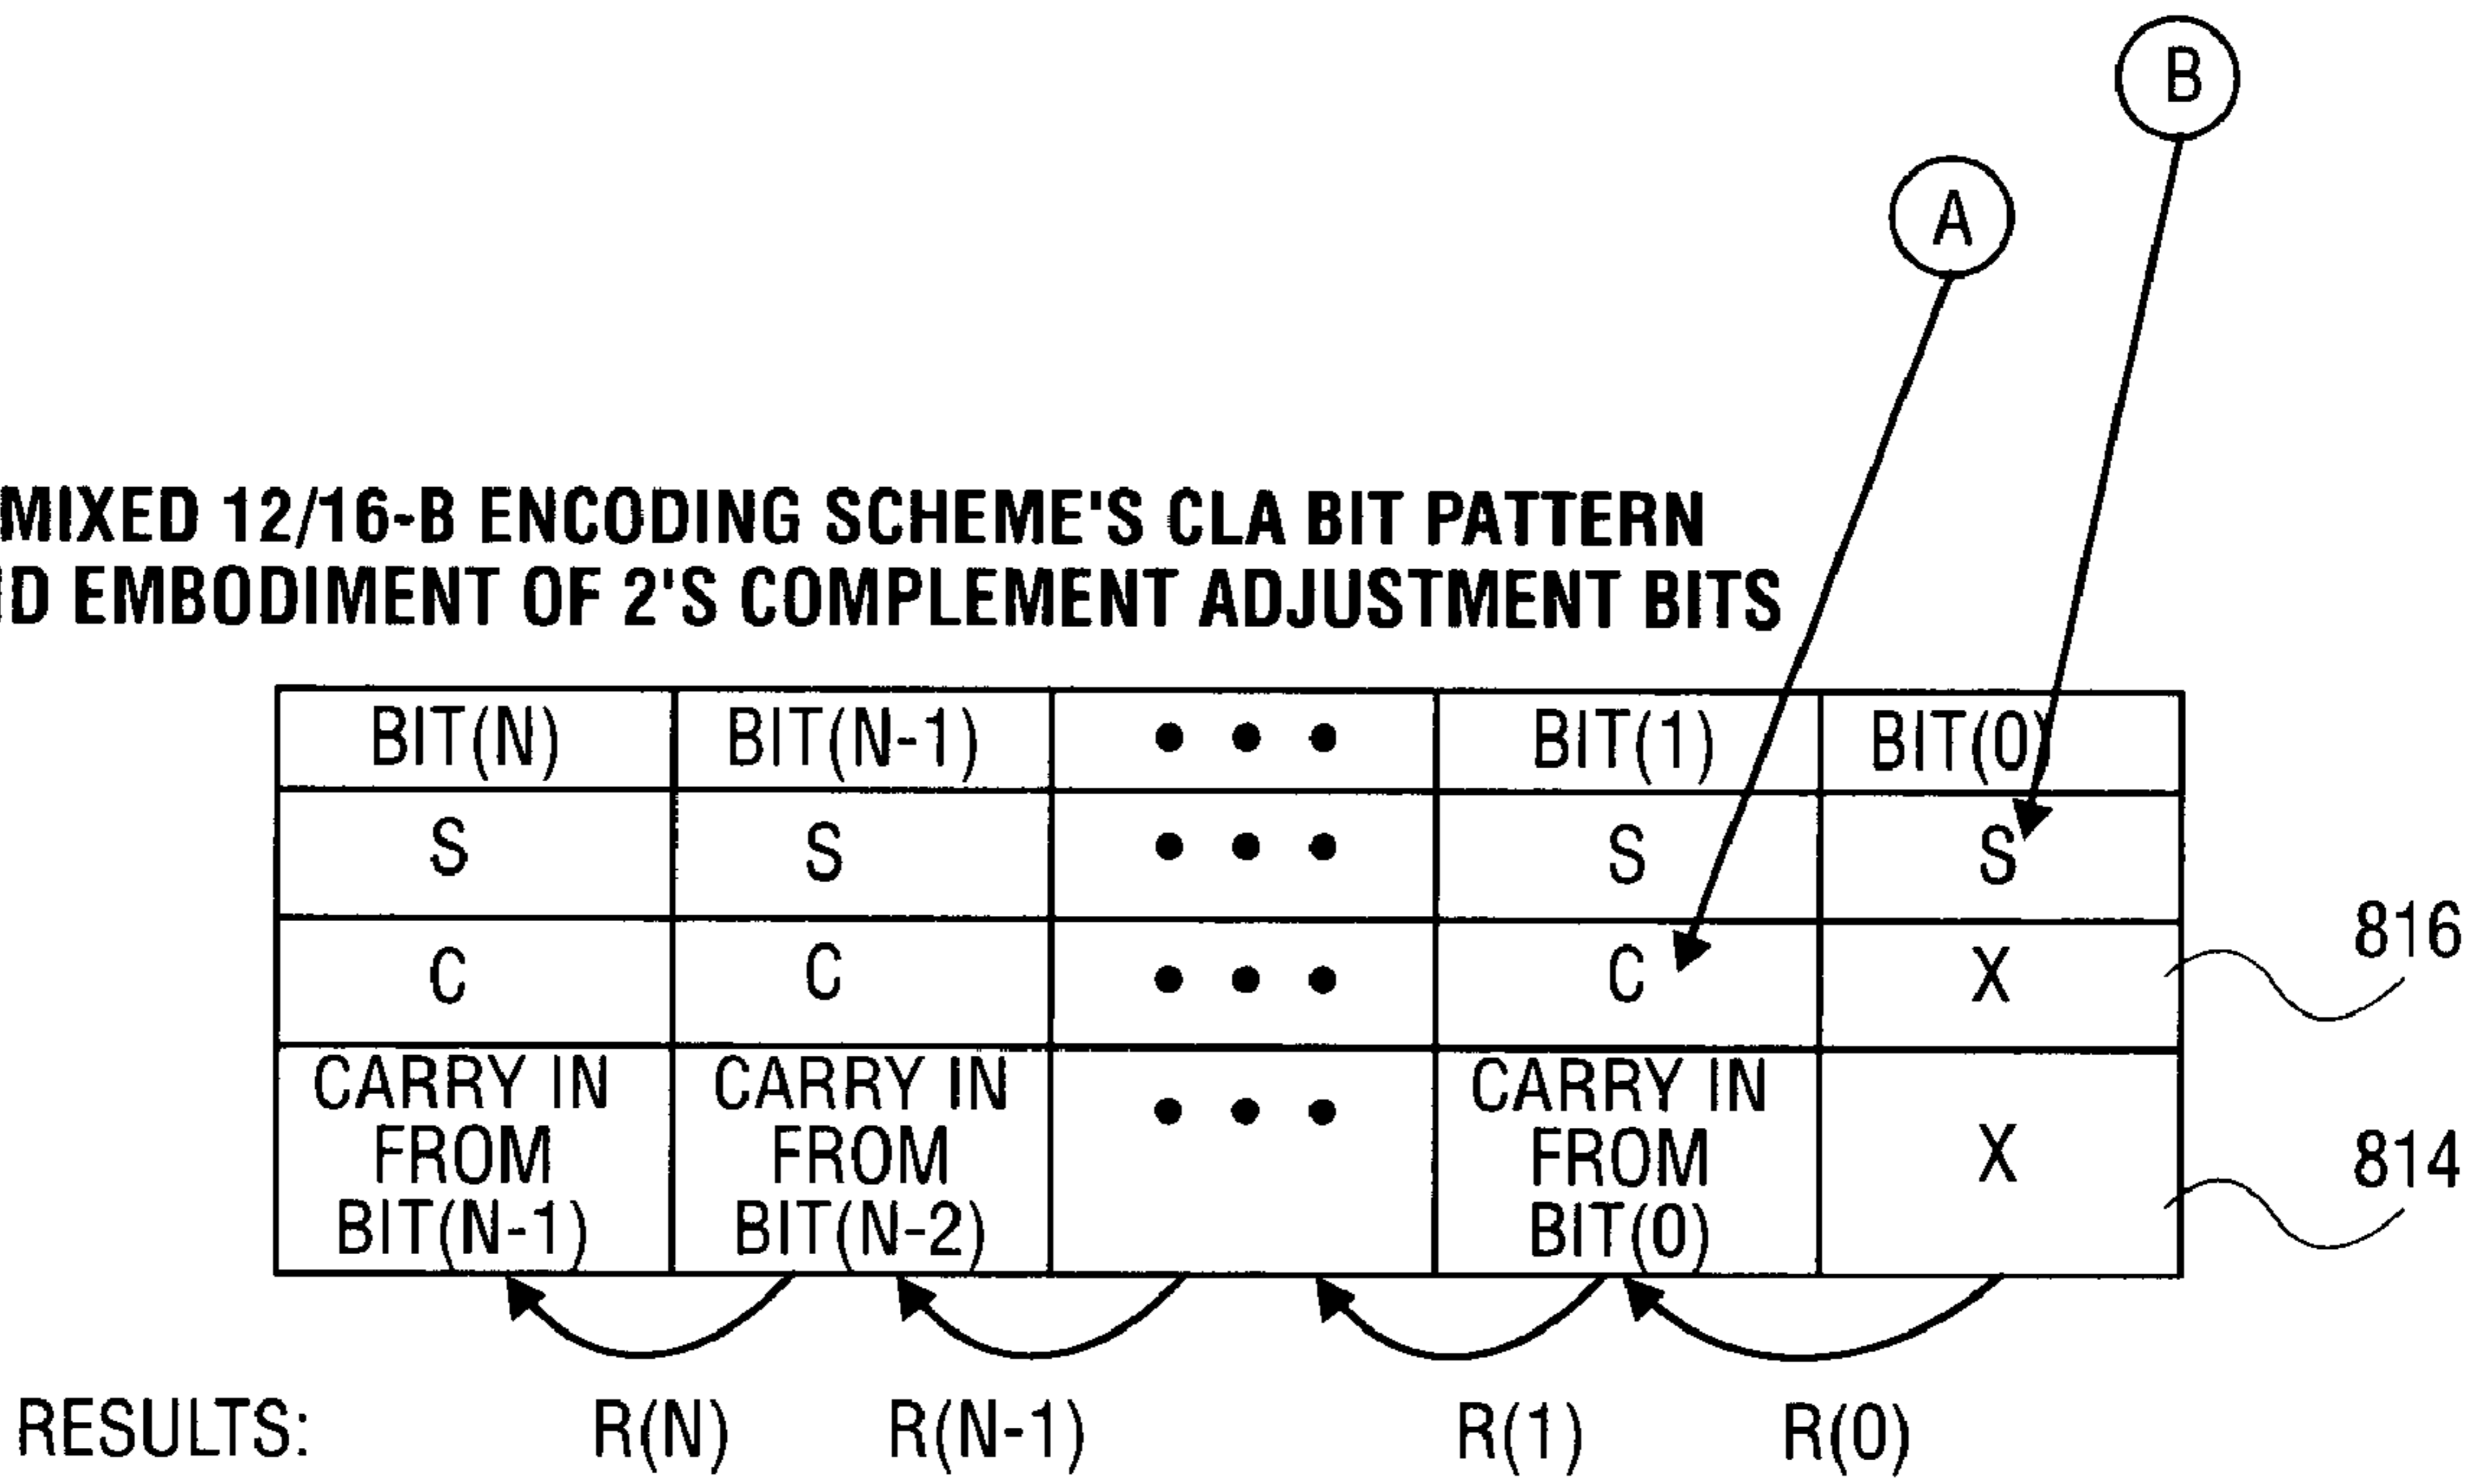 B
A
MIXED 12/16-B ENCODING SCHEME'S CLA BIT PATTERN
EMBODIMENT OF 2'S COMPLEMENT ADJUSTMENT BITS
BIT(N) BIT(N-1) • • • BIT(1) BIT(0)
S S • • • S S
C C • • • C X
816
CARRY IN FROM BIT(N-1) CARRY IN FROM BIT(N-2) • • • CARRY IN FROM BIT(0) X
814
RESULTS: R(N) R(N-1) R(1) R(0)